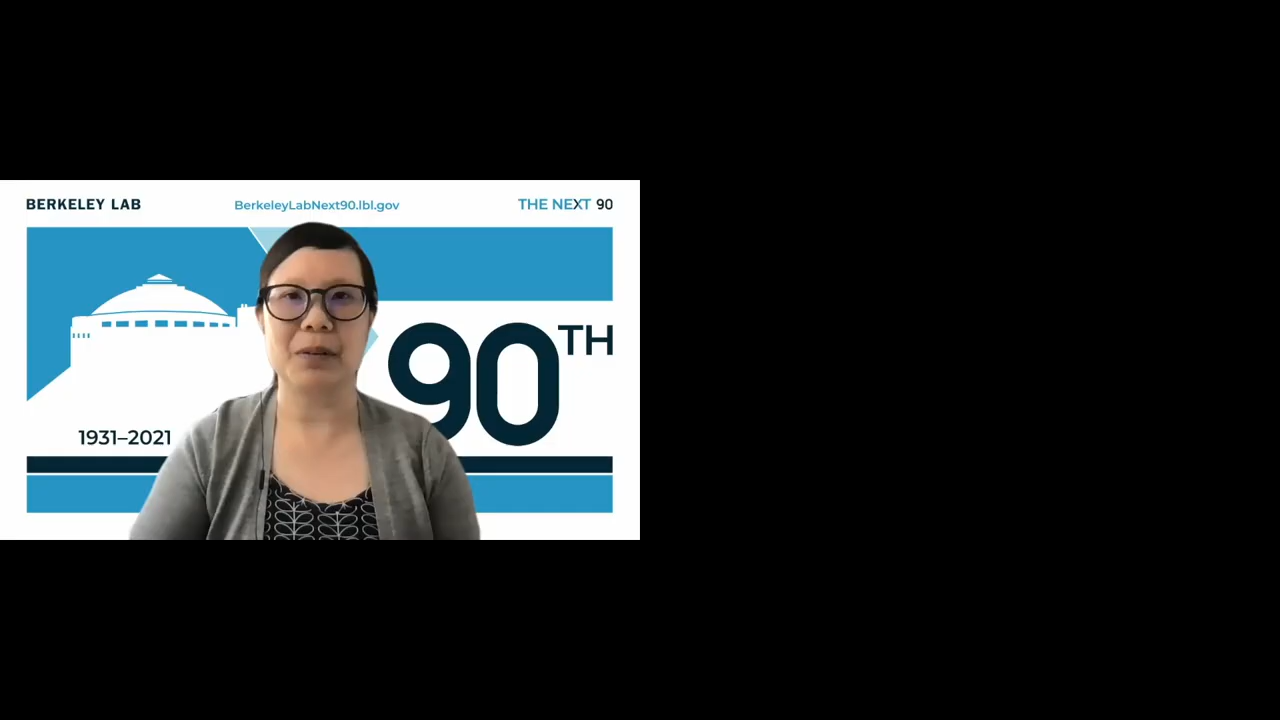 BERKELEY LAB
BerkeleyLabNext90.lbl.gov
THE NEXT 90
90TH
1931–2021